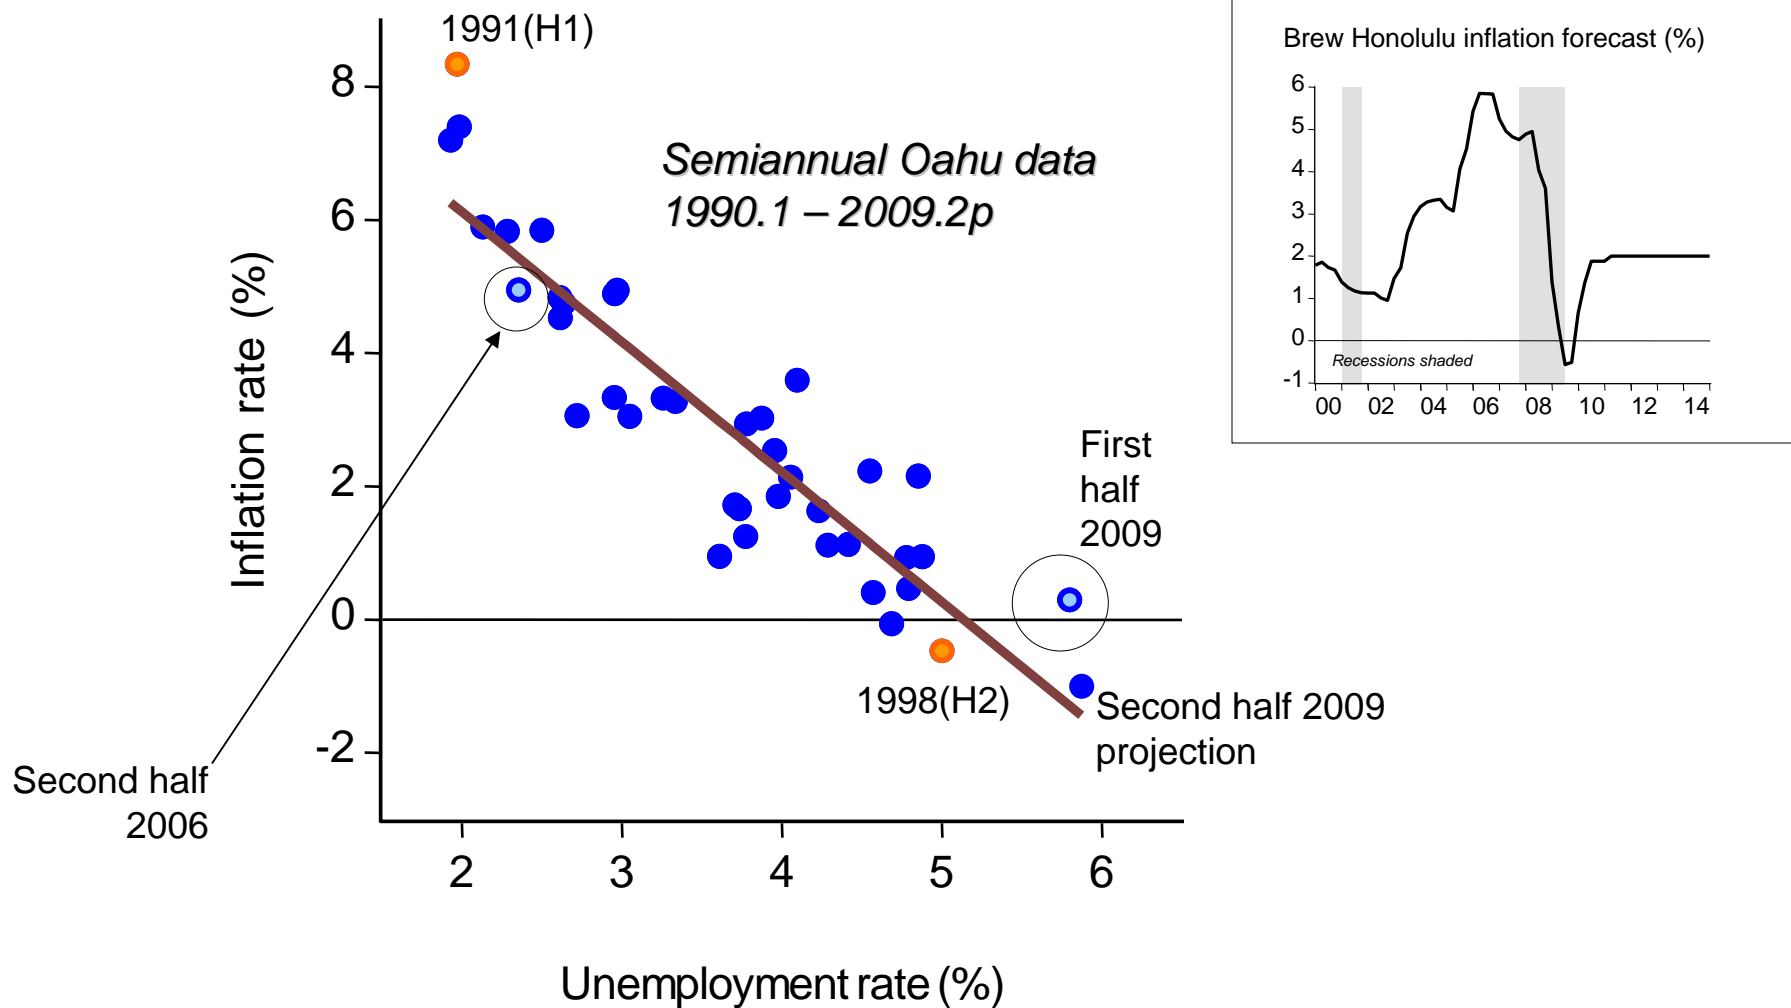 1991(H1)
8
6
4
2
0
-2
Inflation rate (%)
Semiannual Oahu data
1990.1 – 2009.2p
First
half
2009
1998(H2)
Second half 2009
projection
Second half
2006
2 3 4 5 6
Unemployment rate (%)
Brew Honolulu inflation forecast (%)
6
5
4
3
2
1
0
-1
Recessions shaded
00 02 04 06 08 10 12 14